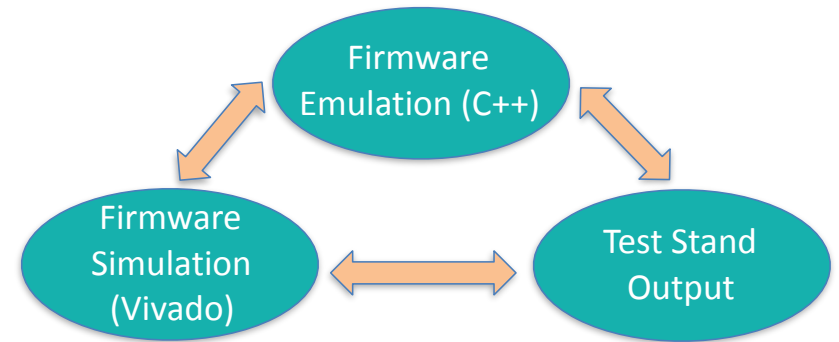 Firmware
Emulation (C++)
Firmware
Simulation
(Vivado)
Test Stand
Output